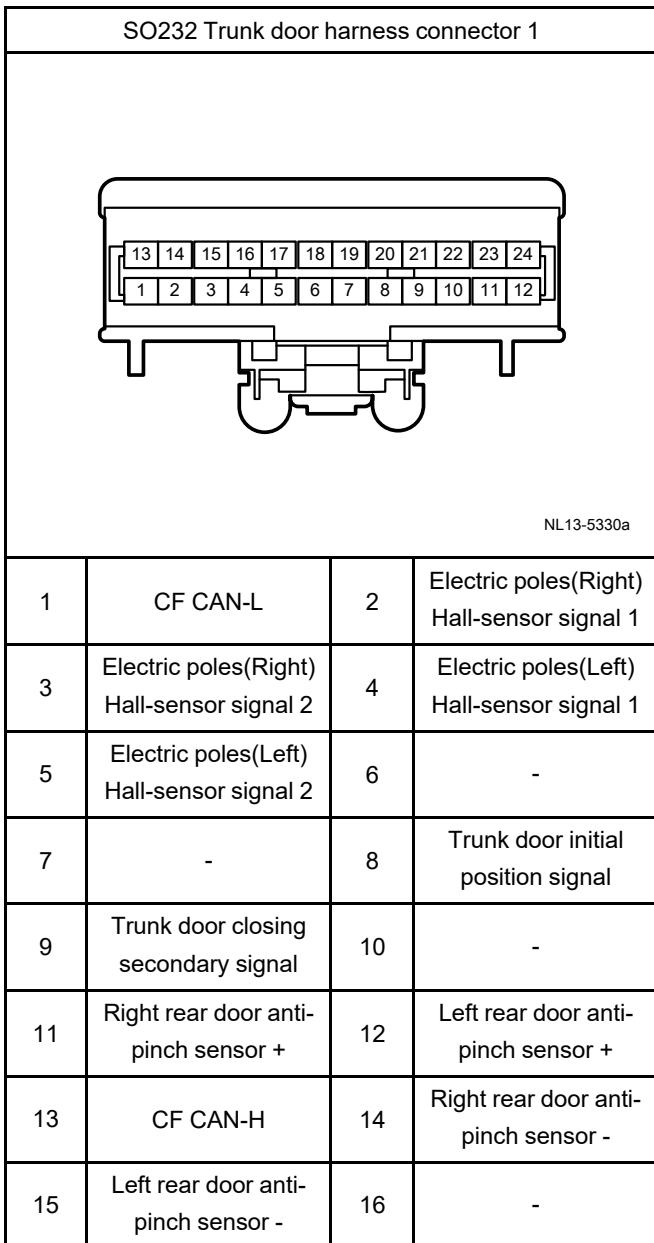 SO232 Trunk door harness connector 1
13 14 15 16 17 18 19 20 21 22 23 24
1 2 3 4 5 6 7 8 9 10 11 12
NL13-5330a
1 CF CAN-L 2 Electric poles(Right)
Hall-sensor signal 1
3 Electric poles(Right)
Hall-sensor signal 2
4 Electric poles(Left)
Hall-sensor signal 1
5 Electric poles(Left)
Hall-sensor signal 2
6 -
7 - 8 Trunk door initial
position signal
9 Trunk door closing
secondary signal
10 -
11 Right rear door anti-
pinch sensor +
12 Left rear door anti-
pinch sensor +
13 CF CAN-H 14 Right rear door anti-
pinch sensor -
15 Left rear door anti-
pinch sensor -
16 -